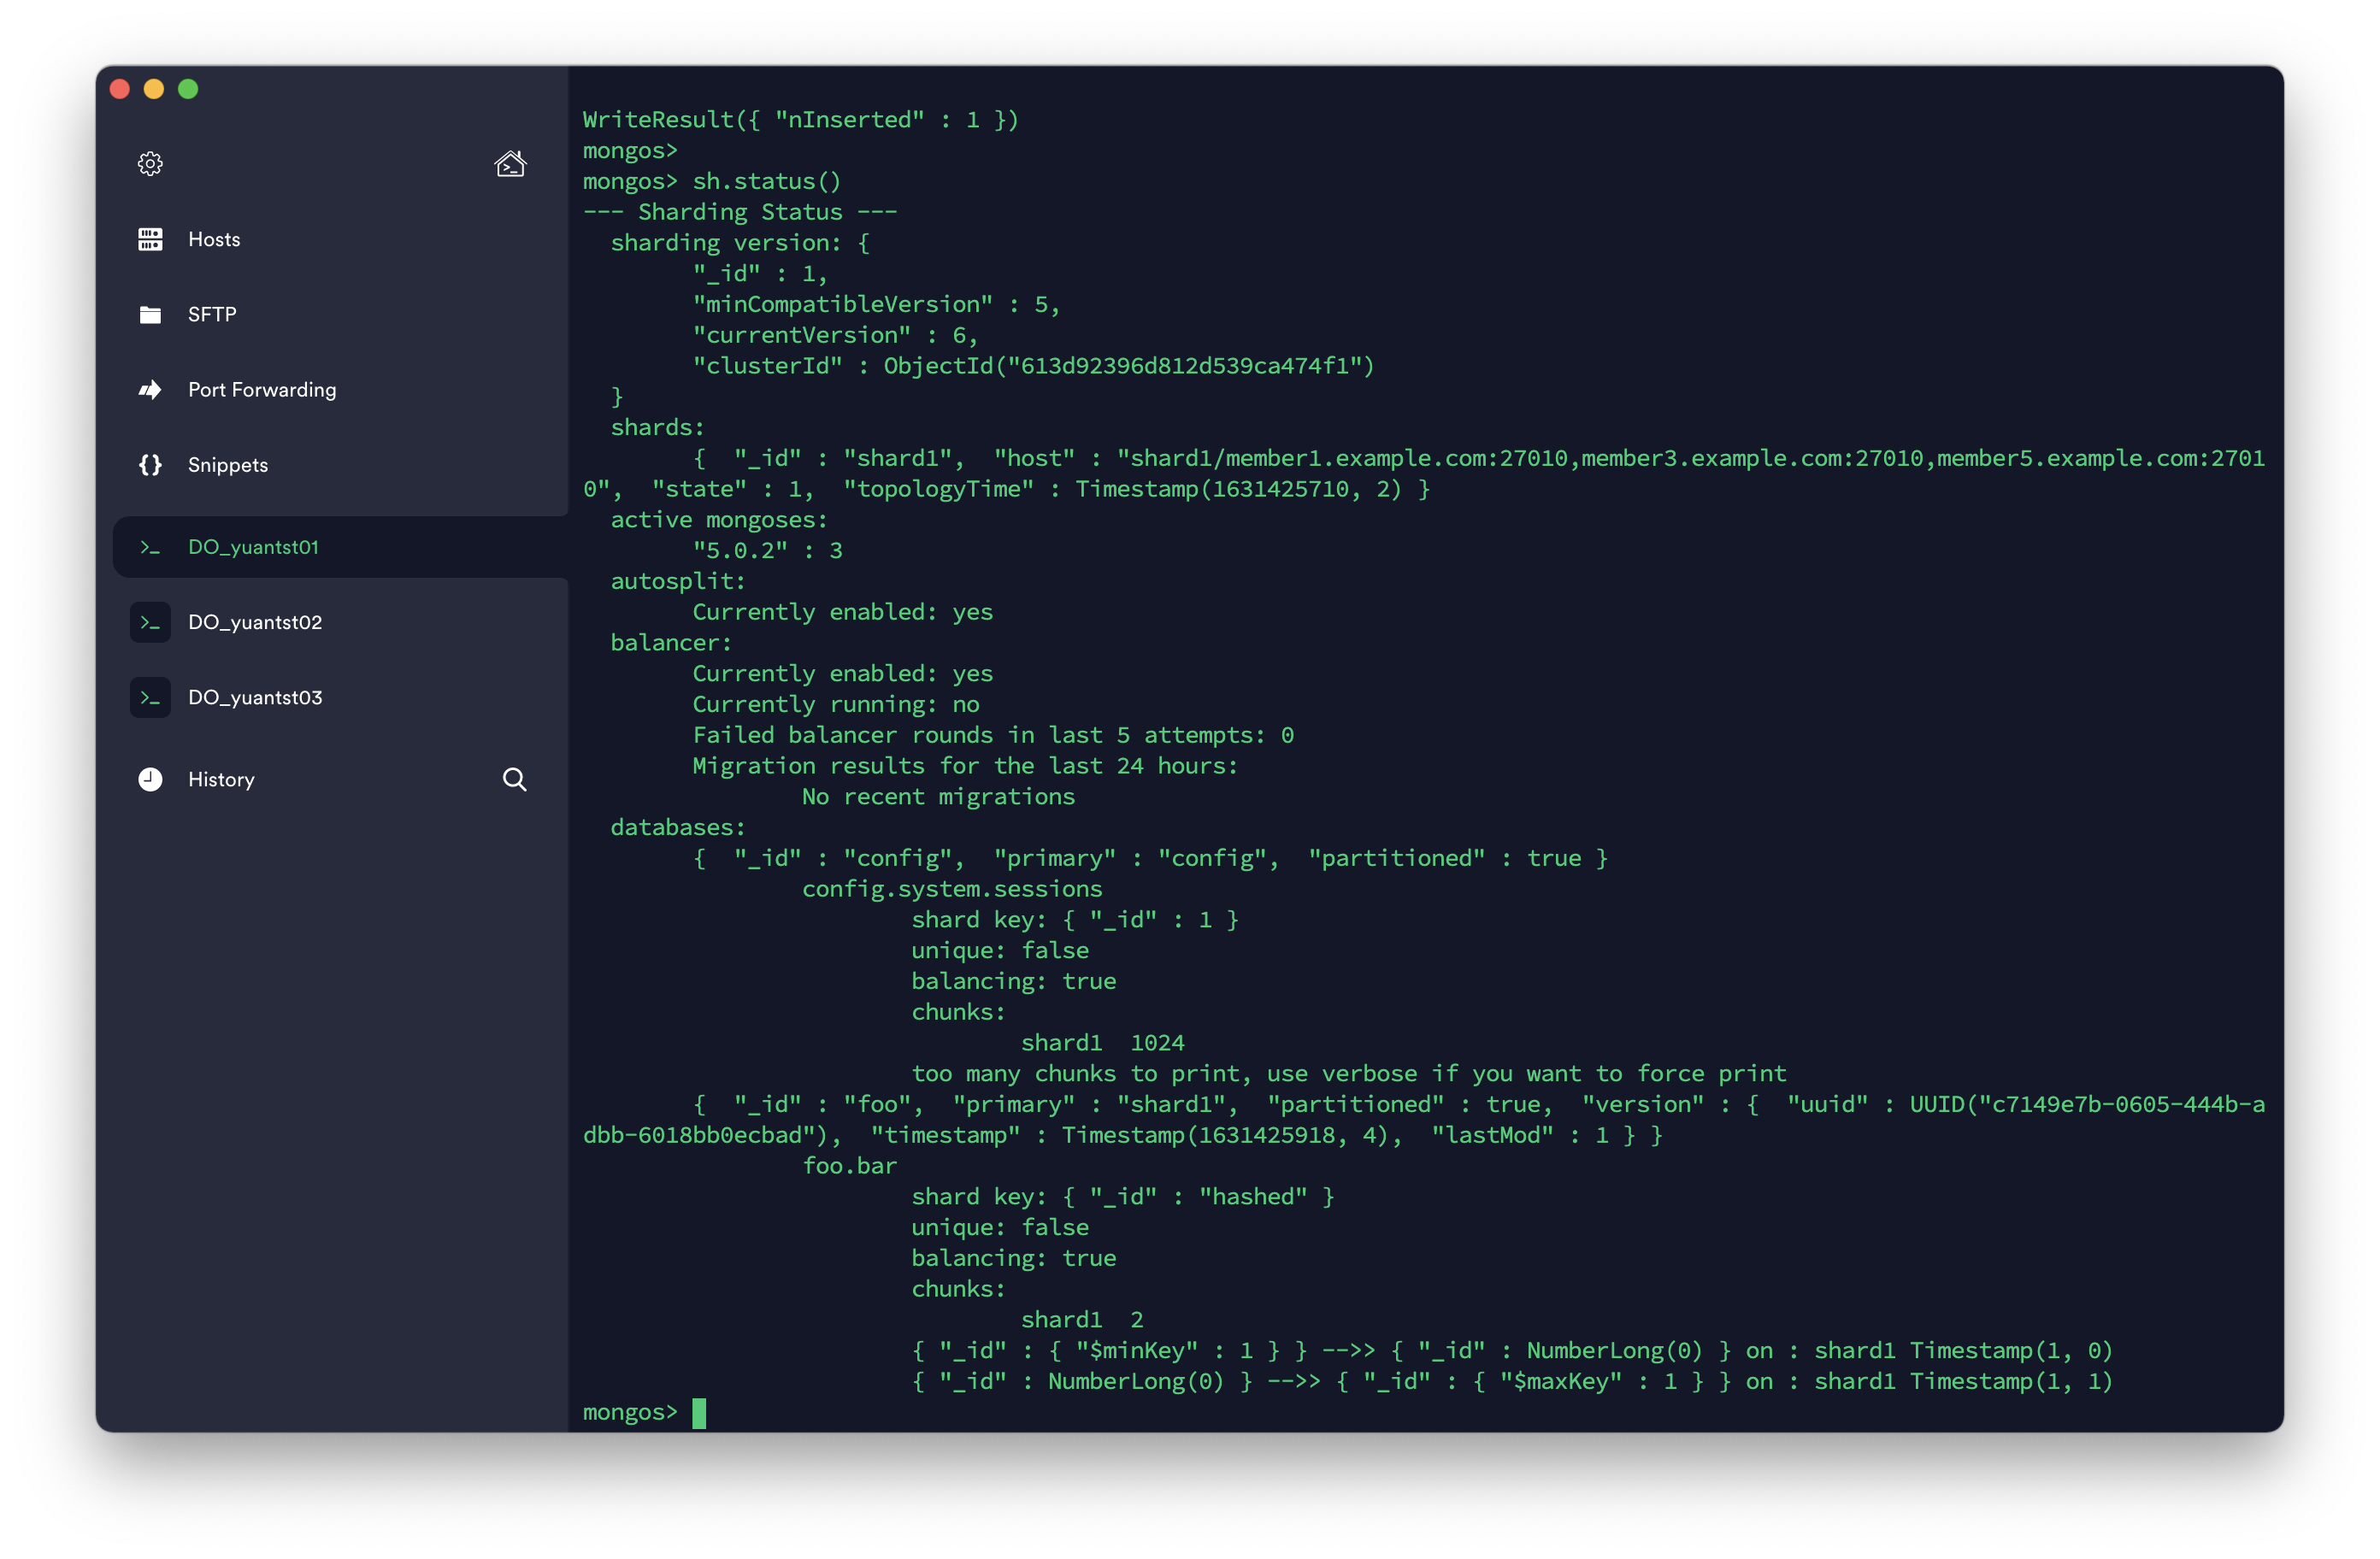 Hosts
SFTP
Port Forwarding
Snippets
DO_yuantst01
DO_yuantst02
DO_yuantst03
History
WriteResult({ "nInserted" : 1 })
mongos>
mongos> sh.status()
--- Sharding Status ---
  sharding version: {
        "_id" : 1,
        "minCompatibleVersion" : 5,
        "currentVersion" : 6,
        "clusterId" : ObjectId("613d92396d812d539ca474f1")
  }
  shards:
        {  "_id" : "shard1",  "host" : "shard1/member1.example.com:27010,member3.example.com:27010,member5.example.com:2701
0",  "state" : 1,  "topologyTime" : Timestamp(1631425710, 2) }
  active mongoses:
        "5.0.2" : 3
  autosplit:
        Currently enabled: yes
  balancer:
        Currently enabled: yes
        Currently running: no
        Failed balancer rounds in last 5 attempts: 0
        Migration results for the last 24 hours:
                No recent migrations
  databases:
        {  "_id" : "config",  "primary" : "config",  "partitioned" : true }
                config.system.sessions
                        shard key: { "_id" : 1 }
                        unique: false
                        balancing: true
                        chunks:
                                shard1  1024
                        too many chunks to print, use verbose if you want to force print
        {  "_id" : "foo",  "primary" : "shard1",  "partitioned" : true,  "version" : {  "uuid" : UUID("c7149e7b-0605-444b-a
dbb-6018bb0ecbad"),  "timestamp" : Timestamp(1631425918, 4),  "lastMod" : 1 } }
                foo.bar
                        shard key: { "_id" : "hashed" }
                        unique: false
                        balancing: true
                        chunks:
                                shard1  2
                        { "_id" : { "$minKey" : 1 } } -->> { "_id" : NumberLong(0) } on : shard1 Timestamp(1, 0)
                        { "_id" : NumberLong(0) } -->> { "_id" : { "$maxKey" : 1 } } on : shard1 Timestamp(1, 1)
mongos>